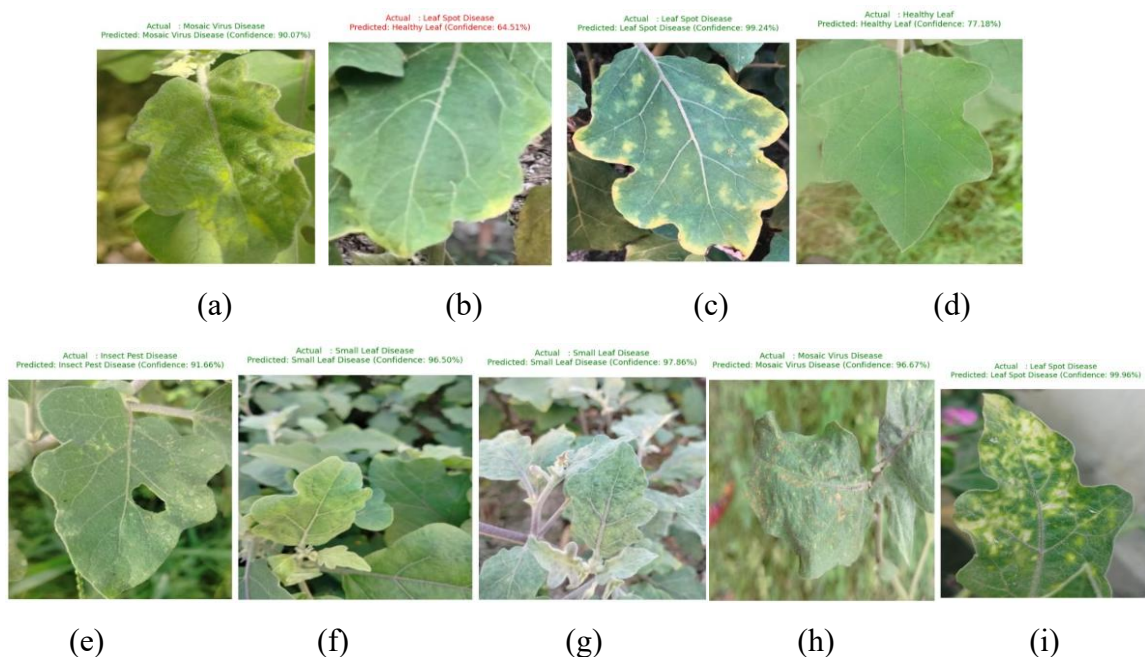 Actual : Mosaic Virus Disease
Predicted: Mosaic Virus Disease (Confidence: 90.07%)
Actual : Leaf Spot Disease
Predicted: Healthy Leaf (Confidence: 64.51%)
Actual : Leaf Spot Disease
Predicted: Leaf Spot Disease (Confidence: 99.24%)
Actual : Healthy Leaf
Predicted: Healthy Leaf (Confidence: 77.18%)
(a)
(b)
(c)
(d)
Actual : Insect Pest Disease
Predicted: Insect Pest Disease (Confidence: 91.66%)
Actual : Small Leaf Disease
Predicted: Small Leaf Disease (Confidence: 96.50%)
Actual : Small Leaf Disease
Predicted: Small Leaf Disease (Confidence: 97.86%)
Actual : Mosaic Virus Disease
Predicted: Mosaic Virus Disease (Confidence: 96.67%)
Actual : Leaf Spot Disease
Predicted: Leaf Spot Disease (Confidence: 99.96%)
(e)
(f)
(g)
(h)
(i)